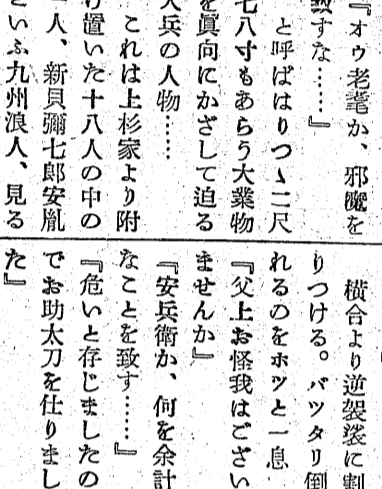 『オウ老耄か、邪魔を
致すな……』
と呼ばはりつゝ二尺
七八寸もあらう大業物
を眞向にかざして迫る
大兵の人物……
これは上杉家より附
け置いた十八人の中の
一人、新貝彌七郎安胤
といふ九州浪人、見る
横合より逆袈裟に割
りつける。バツタリ倒
れるのをホツと一息
『父上お怪我はござい
ませんか』
『安兵衞か、何を余計
なことを致す……』
『危いと存じましたの
でお助太刀を仕りまし
た』